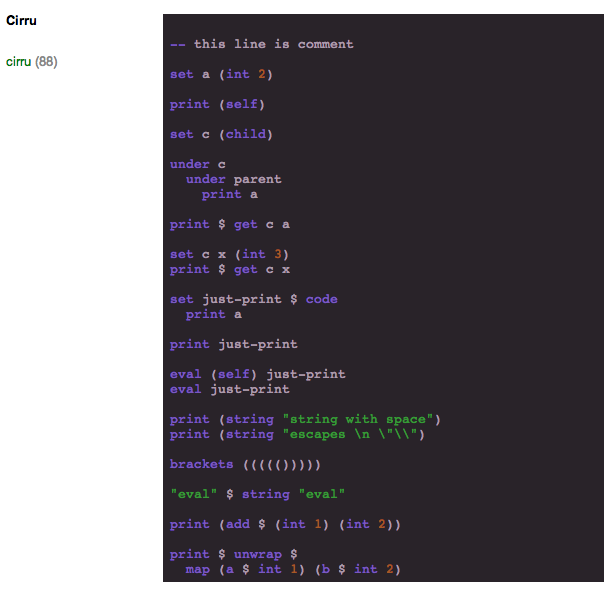 Cirru
cirru (88)
-- this line is comment
set a (int 2)
print (self)
set c (child)
under c
  under parent
    print a
print $ get c a
set c x (int 3)
print $ get c x
set just-print $ code
  print a
print just-print
eval (self) just-print
eval just-print
print (string "string with space")
print (string "escapes \n \"\\")
brackets ((((()))))
"eval" $ string "eval"
print (add $ (int 1) (int 2))
print $ unwrap $
  map (a $ int 1) (b $ int 2)